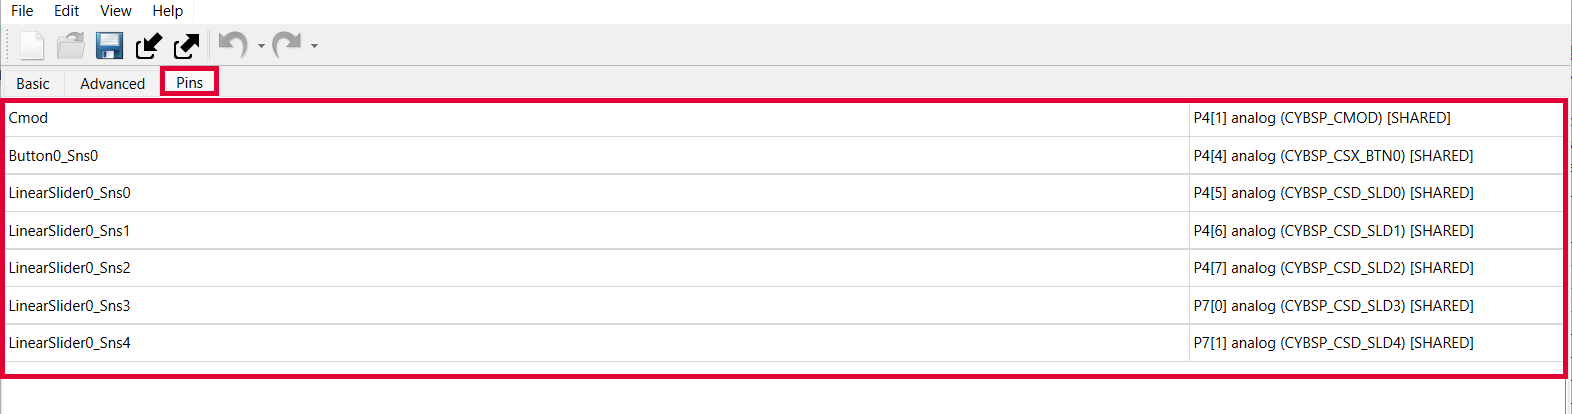 File Edit View Help
Basic Advanced Pins
Cmod P4[1] analog (CYBSP_CMOD) [SHARED]
Button0_Sns0 P4[4] analog (CYBSP_CSX_BTN0) [SHARED]
LinearSlider0_Sns0 P4[5] analog (CYBSP_CSD_SLD0) [SHARED]
LinearSlider0_Sns1 P4[6] analog (CYBSP_CSD_SLD1) [SHARED]
LinearSlider0_Sns2 P4[7] analog (CYBSP_CSD_SLD2) [SHARED]
LinearSlider0_Sns3 P7[0] analog (CYBSP_CSD_SLD3) [SHARED]
LinearSlider0_Sns4 P7[1] analog (CYBSP_CSD_SLD4) [SHARED]